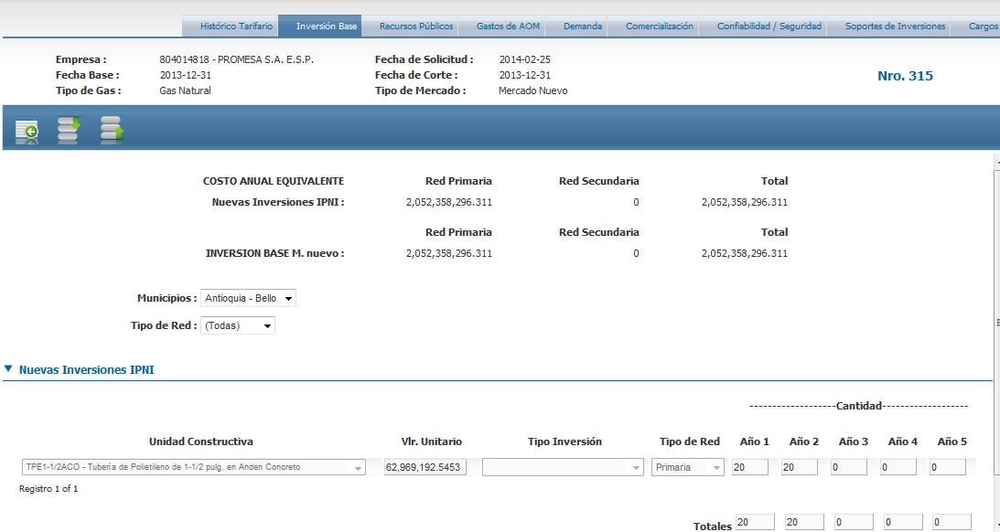 Histórico Tarifario Inversión Base Recursos Públicos Gastos de AOM Demanda Comercialización Confiabilidad / Seguridad Soportes de Inversiones Cargos
Empresa : 804014818 - PROMESA S.A. E.S.P. Fecha de Solicitud : 2014-02-25
Fecha Base : 2013-12-31 Fecha de Corte : 2013-12-31 Nro. 315
Tipo de Gas : Gas Natural Tipo de Mercado : Mercado Nuevo
COSTO ANUAL EQUIVALENTE Red Primaria Red Secundaria Total
Nuevas Inversiones IPNI : 2,052,358,296.311 0 2,052,358,296.311
Red Primaria Red Secundaria Total
INVERSION BASE M. nuevo : 2,052,358,296.311 0 2,052,358,296.311
Municipios : Antioquia - Bello
Tipo de Red : (Todas)
Nuevas Inversiones IPNI
-------------------Cantidad-------------------
Unidad Constructiva Vlr. Unitario Tipo Inversión Tipo de Red Año 1 Año 2 Año 3 Año 4 Año 5
TPE1-1/2ACO - Tubería de Polietileno de 1-1/2 pulg. en Anden Concreto 62,969,192.5453 Primaria 20 20 0 0 0
Registro 1 of 1
Totales 20 20 0 0 0